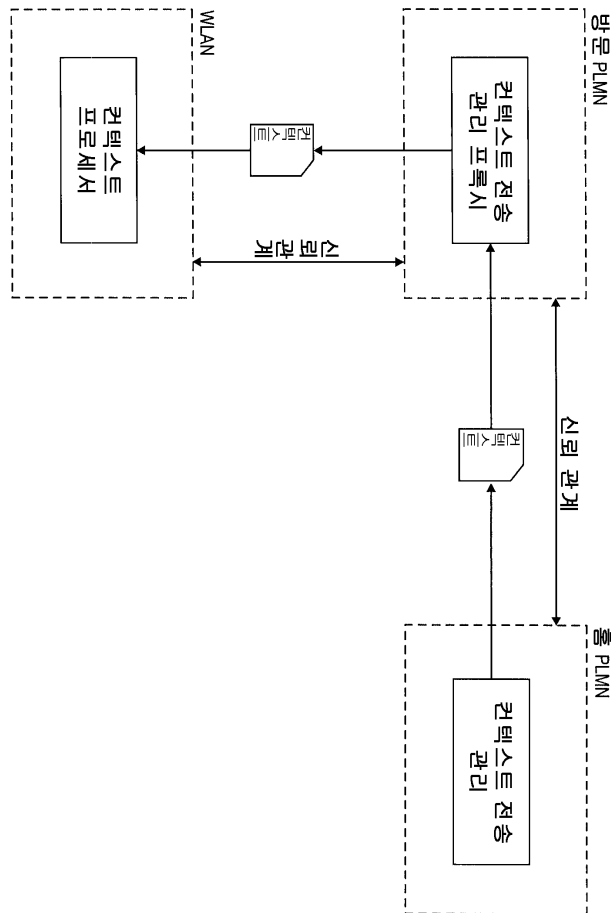 방문 PLMN
컨텍스트 전송
관리 프록시
WLAN
컨텍스트
프로세서
컨텍스트
신뢰관계
컨텍스트
신뢰 관계
홈 PLMN
컨텍스트 전송
관리